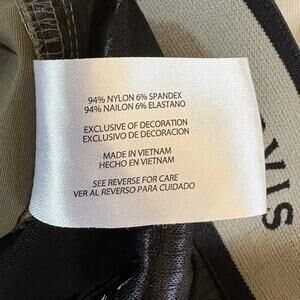 94% NYLON 6% SPANDEX
94% NAILON 6% ELASTANO
EXCLUSIVE OF DECORATION
EXCLUSIVO DE DECORACION
MADE IN VIETNAM
HECHO EN VIETNAM
SEE REVERSE FOR CARE
VER AL REVERSO PARA CUIDADO